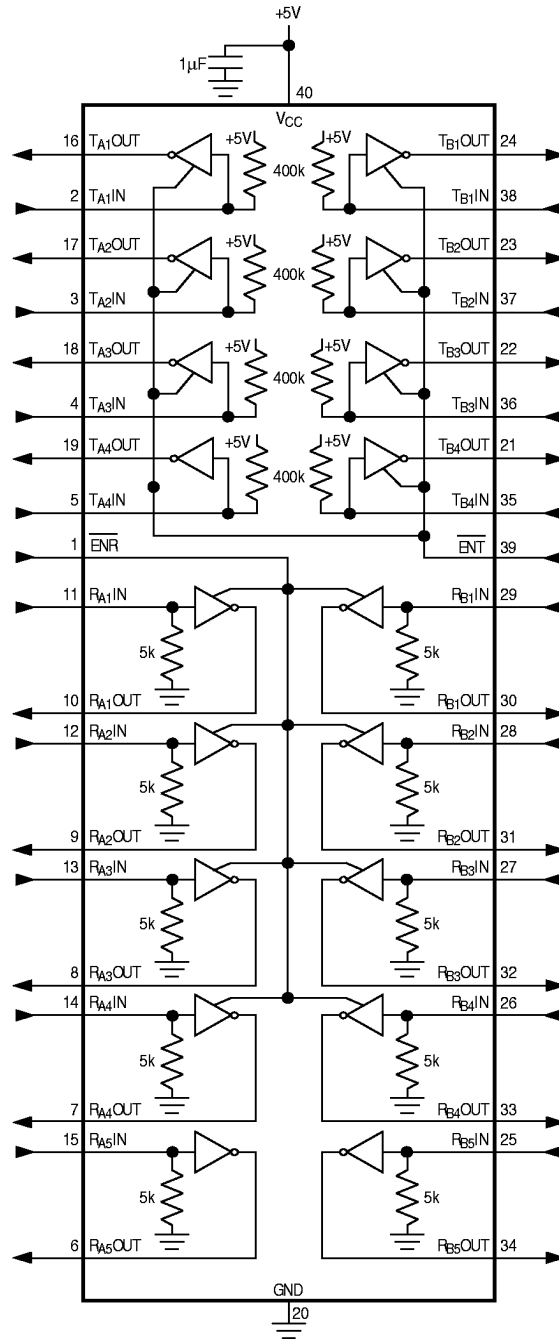 +5V
1µF
40
VCC
16 TA1OUT +5V +5V TB1OUT 24
400k
2 TA1IN TB1IN 38
17 TA2OUT +5V +5V TB2OUT 23
400k
3 TA2IN TB2IN 37
18 TA3OUT +5V +5V TB3OUT 22
400k
4 TA3IN TB3IN 36
19 TA4OUT +5V +5V TB4OUT 21
400k
5 TA4IN TB4IN 35
1 ENR ENT 39
11 RA1IN RB1IN 29
5k 5k
10 RA1OUT RB1OUT 30
12 RA2IN RB2IN 28
5k 5k
9 RA2OUT RB2OUT 31
13 RA3IN RB3IN 27
5k 5k
8 RA3OUT RB3OUT 32
14 RA4IN RB4IN 26
5k 5k
7 RA4OUT RB4OUT 33
15 RA5IN RB5IN 25
5k 5k
6 RA5OUT RB5OUT 34
GND
20